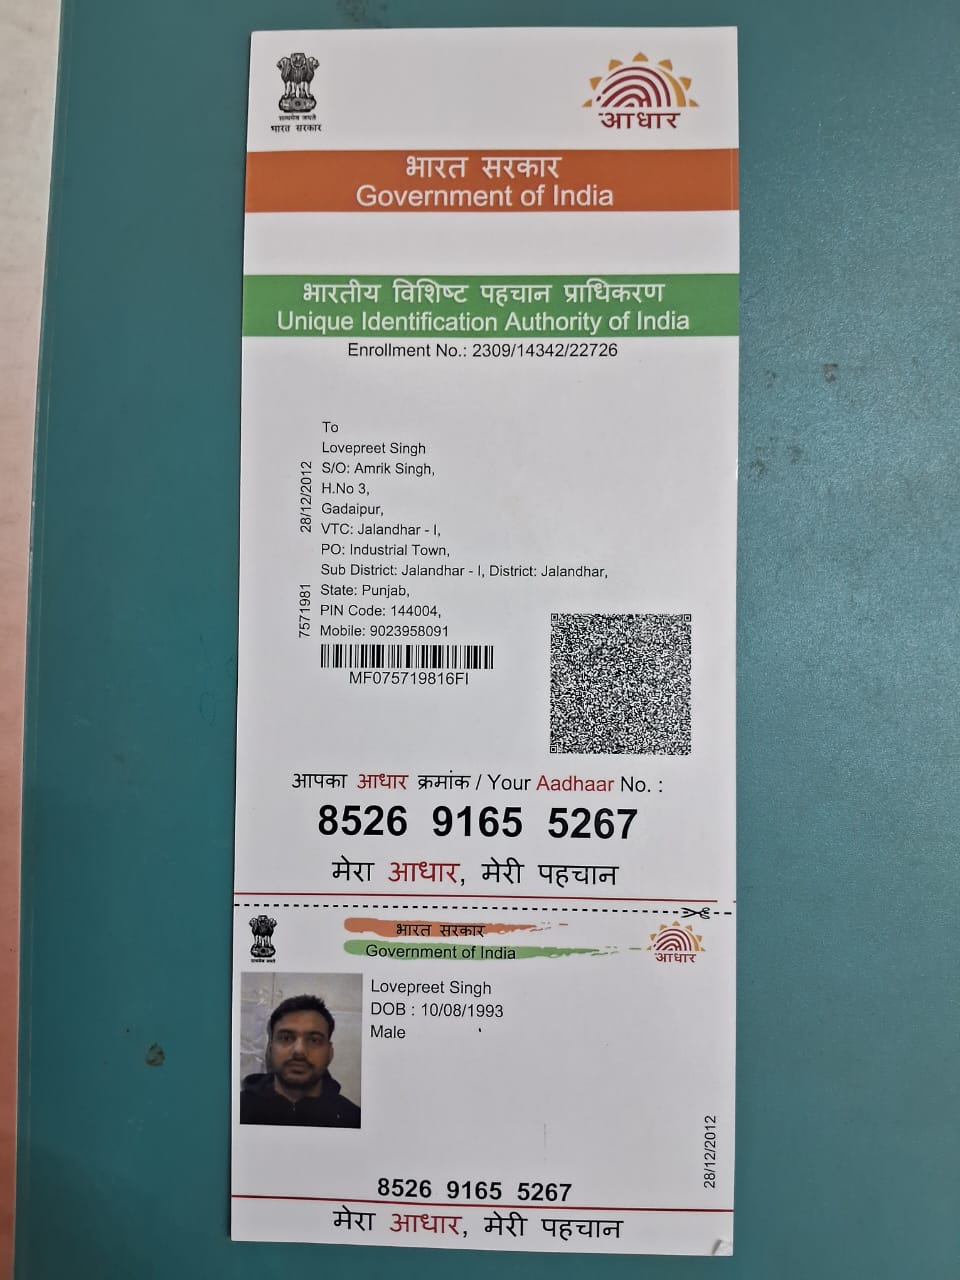 सत्यमेव जयते
भारत सरकार
आधार
भारत सरकार
Government of India
भारतीय विशिष्ट पहचान प्राधिकरण
Unique Identification Authority of India
Enrollment No.: 2309/14342/22726
To
Lovepreet Singh
S/O: Amrik Singh,
H.No 3,
Gadaipur,
VTC: Jalandhar - I,
PO: Industrial Town,
Sub District: Jalandhar - I, District: Jalandhar,
State: Punjab,
PIN Code: 144004,
Mobile: 9023958091
28/12/2012
7571981
MF075719816FI
आपका आधार क्रमांक / Your Aadhaar No. :
8526 9165 5267
मेरा आधार, मेरी पहचान
भारत सरकार
Government of India
आधार
Lovepreet Singh
DOB : 10/08/1993
Male
28/12/2012
8526 9165 5267
मेरा आधार, मेरी पहचान